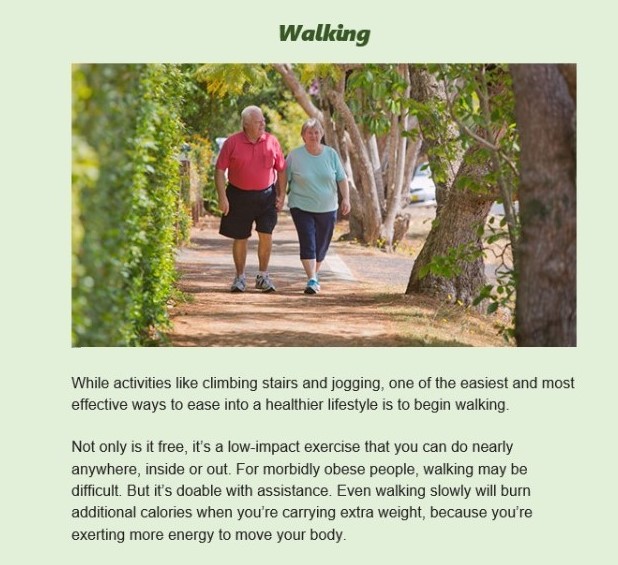 Walking
While activities like climbing stairs and jogging, one of the easiest and most
effective ways to ease into a healthier lifestyle is to begin walking.
Not only is it free, it’s a low-impact exercise that you can do nearly
anywhere, inside or out. For morbidly obese people, walking may be
difficult. But it’s doable with assistance. Even walking slowly will burn
additional calories when you’re carrying extra weight, because you’re
exerting more energy to move your body.